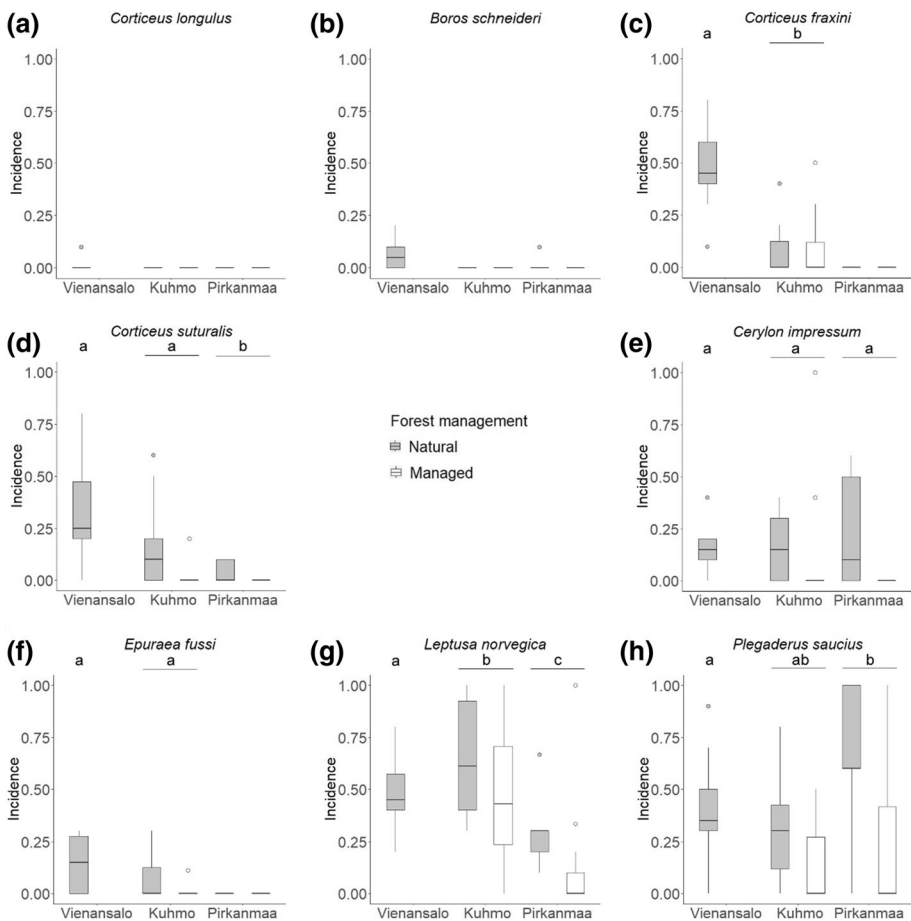 (a) Corticeus longulus
Incidence
1.00
0.75
0.50
0.25
0.00
Vienansalo Kuhmo Pirkanmaa
(b) Boros schneideri
Incidence
1.00
0.75
0.50
0.25
0.00
Vienansalo Kuhmo Pirkanmaa
(c) Corticeus fraxini
a b
Incidence
1.00
0.75
0.50
0.25
0.00
Vienansalo Kuhmo Pirkanmaa
(d) Corticeus suturalis
a a b
Incidence
1.00
0.75
0.50
0.25
0.00
Vienansalo Kuhmo Pirkanmaa
Forest management
Natural
Managed
(e) Cerylon impressum
a a a
Incidence
1.00
0.75
0.50
0.25
0.00
Vienansalo Kuhmo Pirkanmaa
(f) Epuraea fussi
a a
Incidence
1.00
0.75
0.50
0.25
0.00
Vienansalo Kuhmo Pirkanmaa
(g) Leptusa norvegica
a b c
Incidence
1.00
0.75
0.50
0.25
0.00
Vienansalo Kuhmo Pirkanmaa
(h) Plegaderus saucius
a ab b
Incidence
1.00
0.75
0.50
0.25
0.00
Vienansalo Kuhmo Pirkanmaa